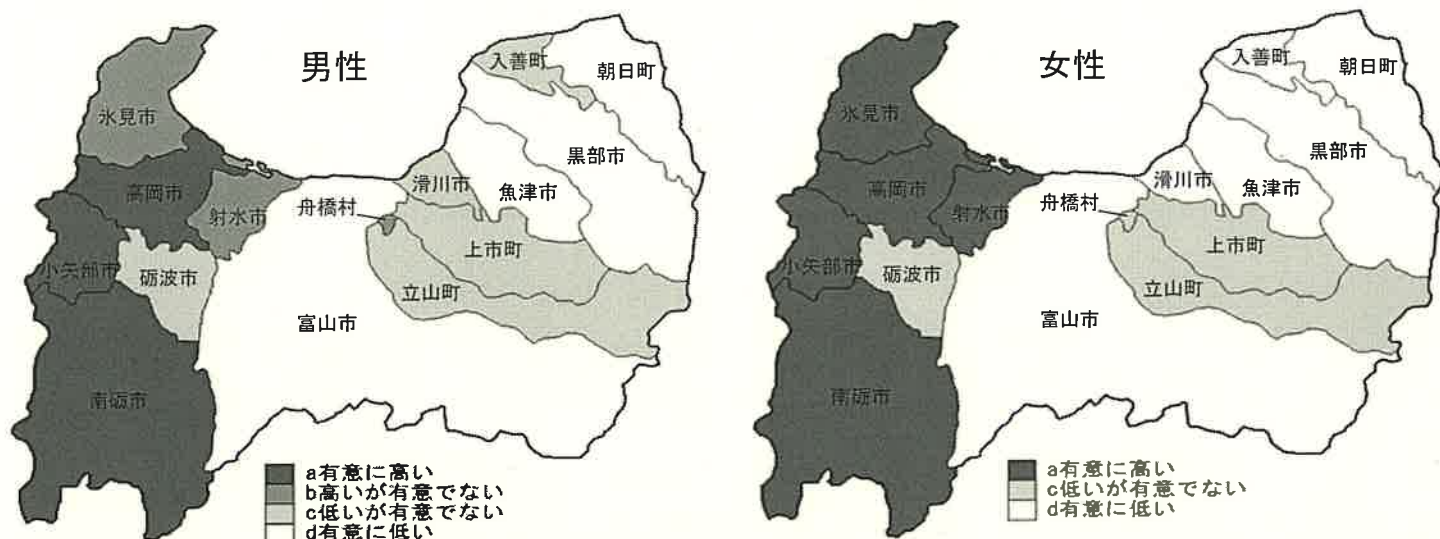 男性
入善町
朝日町
氷見市
黒部市
高岡市
滑川市
魚津市
射水市
舟橋村
上市町
小矢部市
砺波市
立山町
富山市
南砺市
a有意に高い
b高いが有意でない
c低いが有意でない
d有意に低い
女性
入善町
朝日町
氷見市
黒部市
高岡市
滑川市
魚津市
射水市
舟橋村
上市町
小矢部市
砺波市
立山町
富山市
南砺市
a有意に高い
c低いが有意でない
d有意に低い